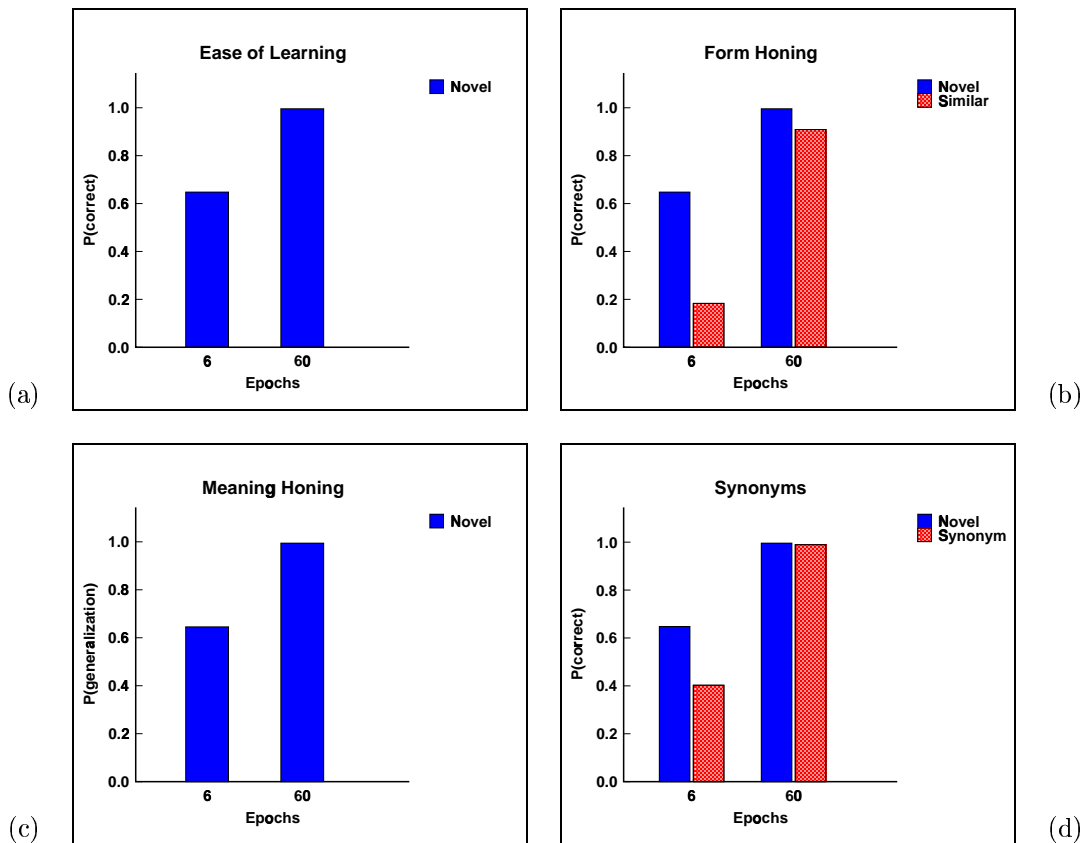 Ease of Learning
Novel
P(correct)
1.0
0.8
0.6
0.4
0.2
0.0
6 60
Epochs
(a)
Form Honing
Novel
Similar
P(correct)
1.0
0.8
0.6
0.4
0.2
0.0
6 60
Epochs
(b)
Meaning Honing
Novel
P(generalization)
1.0
0.8
0.6
0.4
0.2
0.0
6 60
Epochs
(c)
Synonyms
Novel
Synonym
P(correct)
1.0
0.8
0.6
0.4
0.2
0.0
6 60
Epochs
(d)